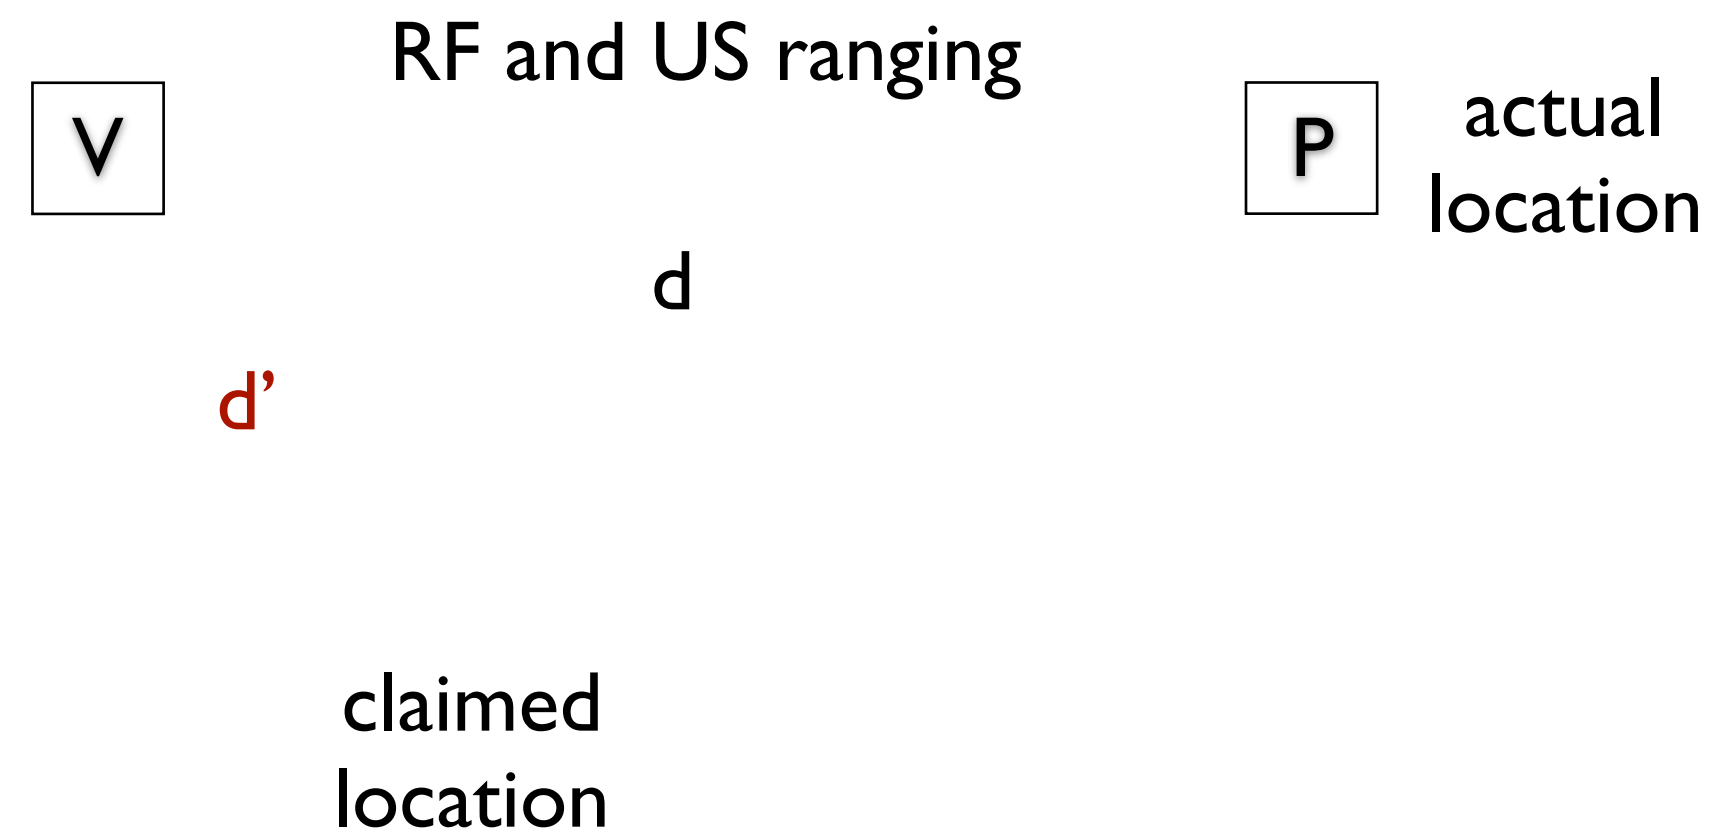 RF and US ranging
V
P
actual
location
d
d’
claimed
location